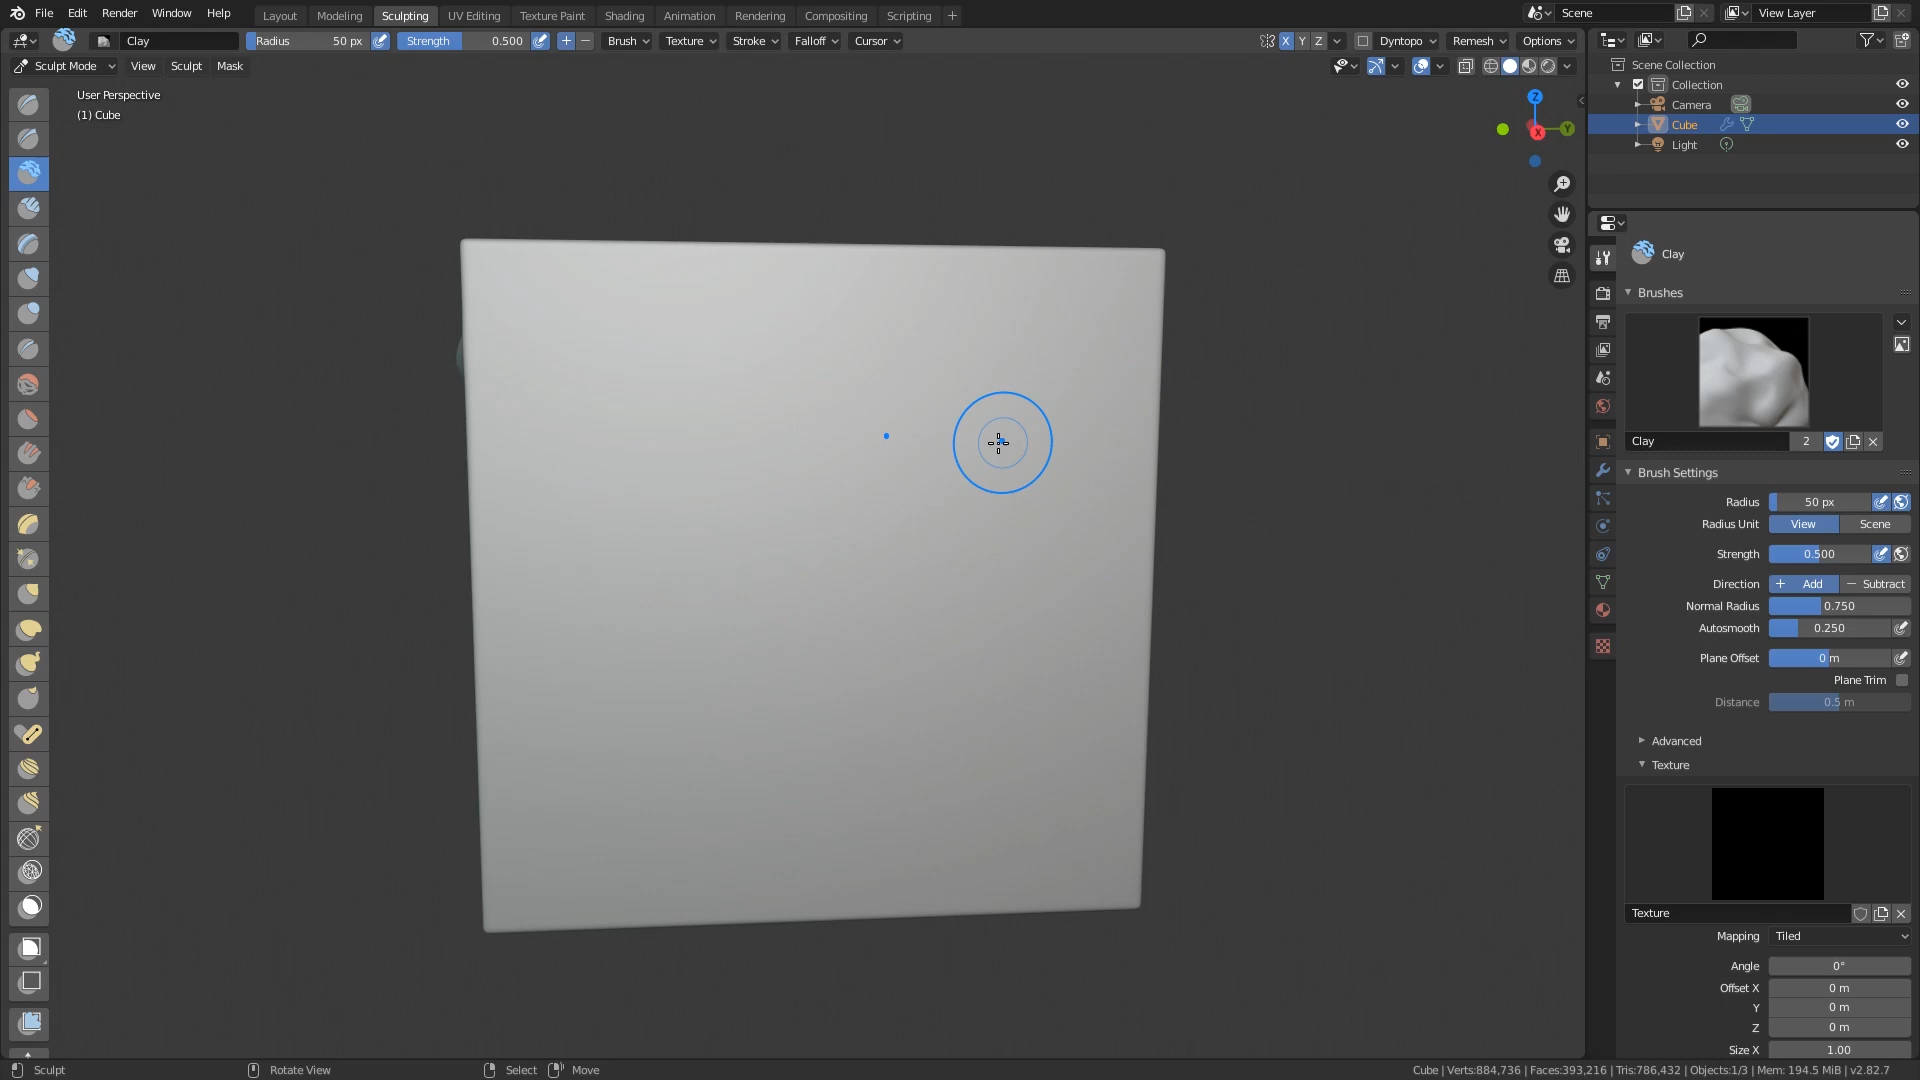 File Edit Render Window Help Layout Modeling Sculpting UV Editing Texture Paint Shading Animation Rendering Compositing Scripting + Scene View Layer
Clay Radius 50 px Strength 0.500 + − Brush Texture Stroke Falloff Cursor X Y Z Dyntopo Remesh Options
Sculpt Mode View Sculpt Mask
User Perspective
(1) Cube
Z
Y
X
Scene Collection
Collection
Camera
Cube
Light
Clay
Brushes
Clay 2
Brush Settings
Radius 50 px
Radius Unit View Scene
Strength 0.500
Direction + Add − Subtract
Normal Radius 0.750
Autosmooth 0.250
Plane Offset 0 m
Plane Trim
Distance 0.5 m
Advanced
Texture
Texture
Mapping Tiled
Angle 0°
Offset X 0 m
Y 0 m
Z 0 m
Size X 1.00
Sculpt Rotate View Select Move Cube | Verts:884,736 | Faces:393,216 | Tris:786,432 | Objects:1/3 | Mem: 194.5 MiB | v2.82.7